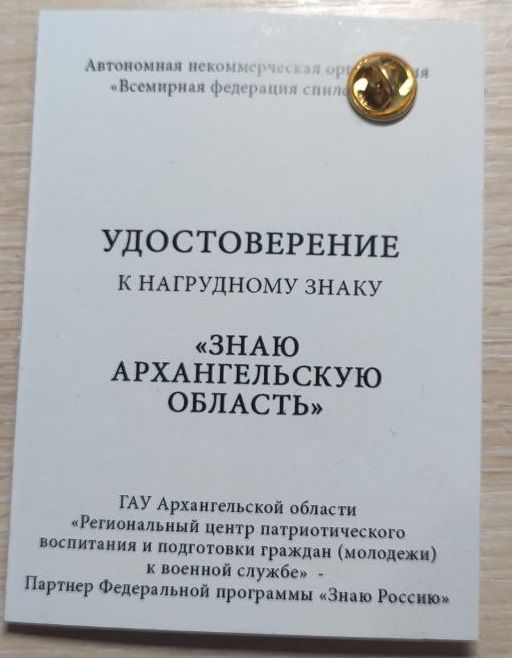 Автономная некоммерческая
«Всемирная федерация
УДОСТОВЕРЕНИЕ
К НАГРУДНОМУ ЗНАКУ
«ЗНАЮ
АРХАНГЕЛЬСКУЮ
ОБЛАСТЬ»
ГАУ Архангельской области
«Региональный центр патриотического
воспитания и подготовки граждан (молодежи)
к военной службе» -
Партнер Федеральной программы «Знаю Россию»